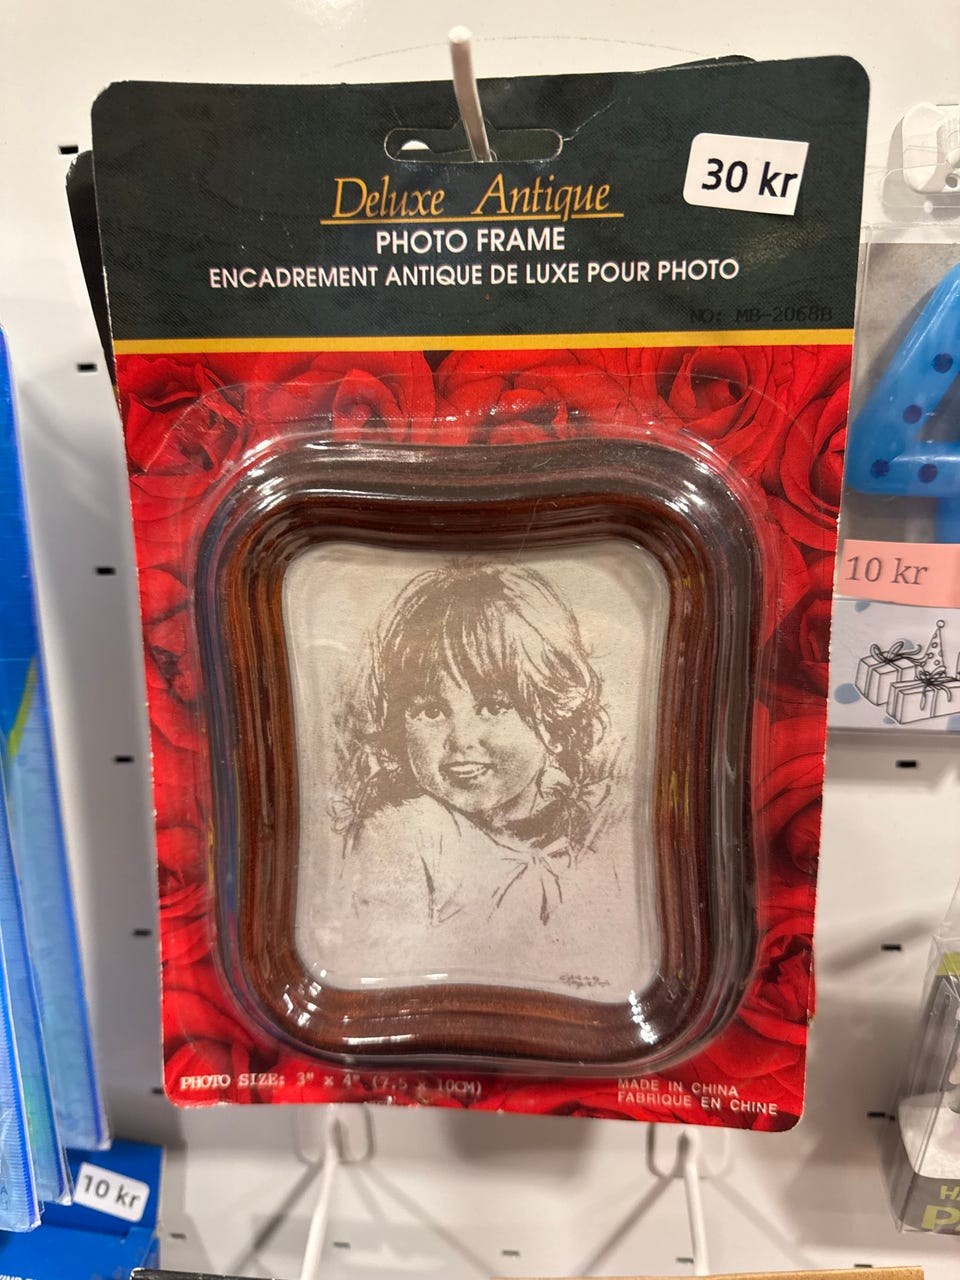 Deluxe Antique
30 kr
PHOTO FRAME
ENCADREMENT ANTIQUE DE LUXE POUR PHOTO
NO: MB-2068B
10 kr
PHOTO SIZE: 3" x 4" (7.5 x 10CM)
MADE IN CHINA
FABRIQUE EN CHINE
10 kr